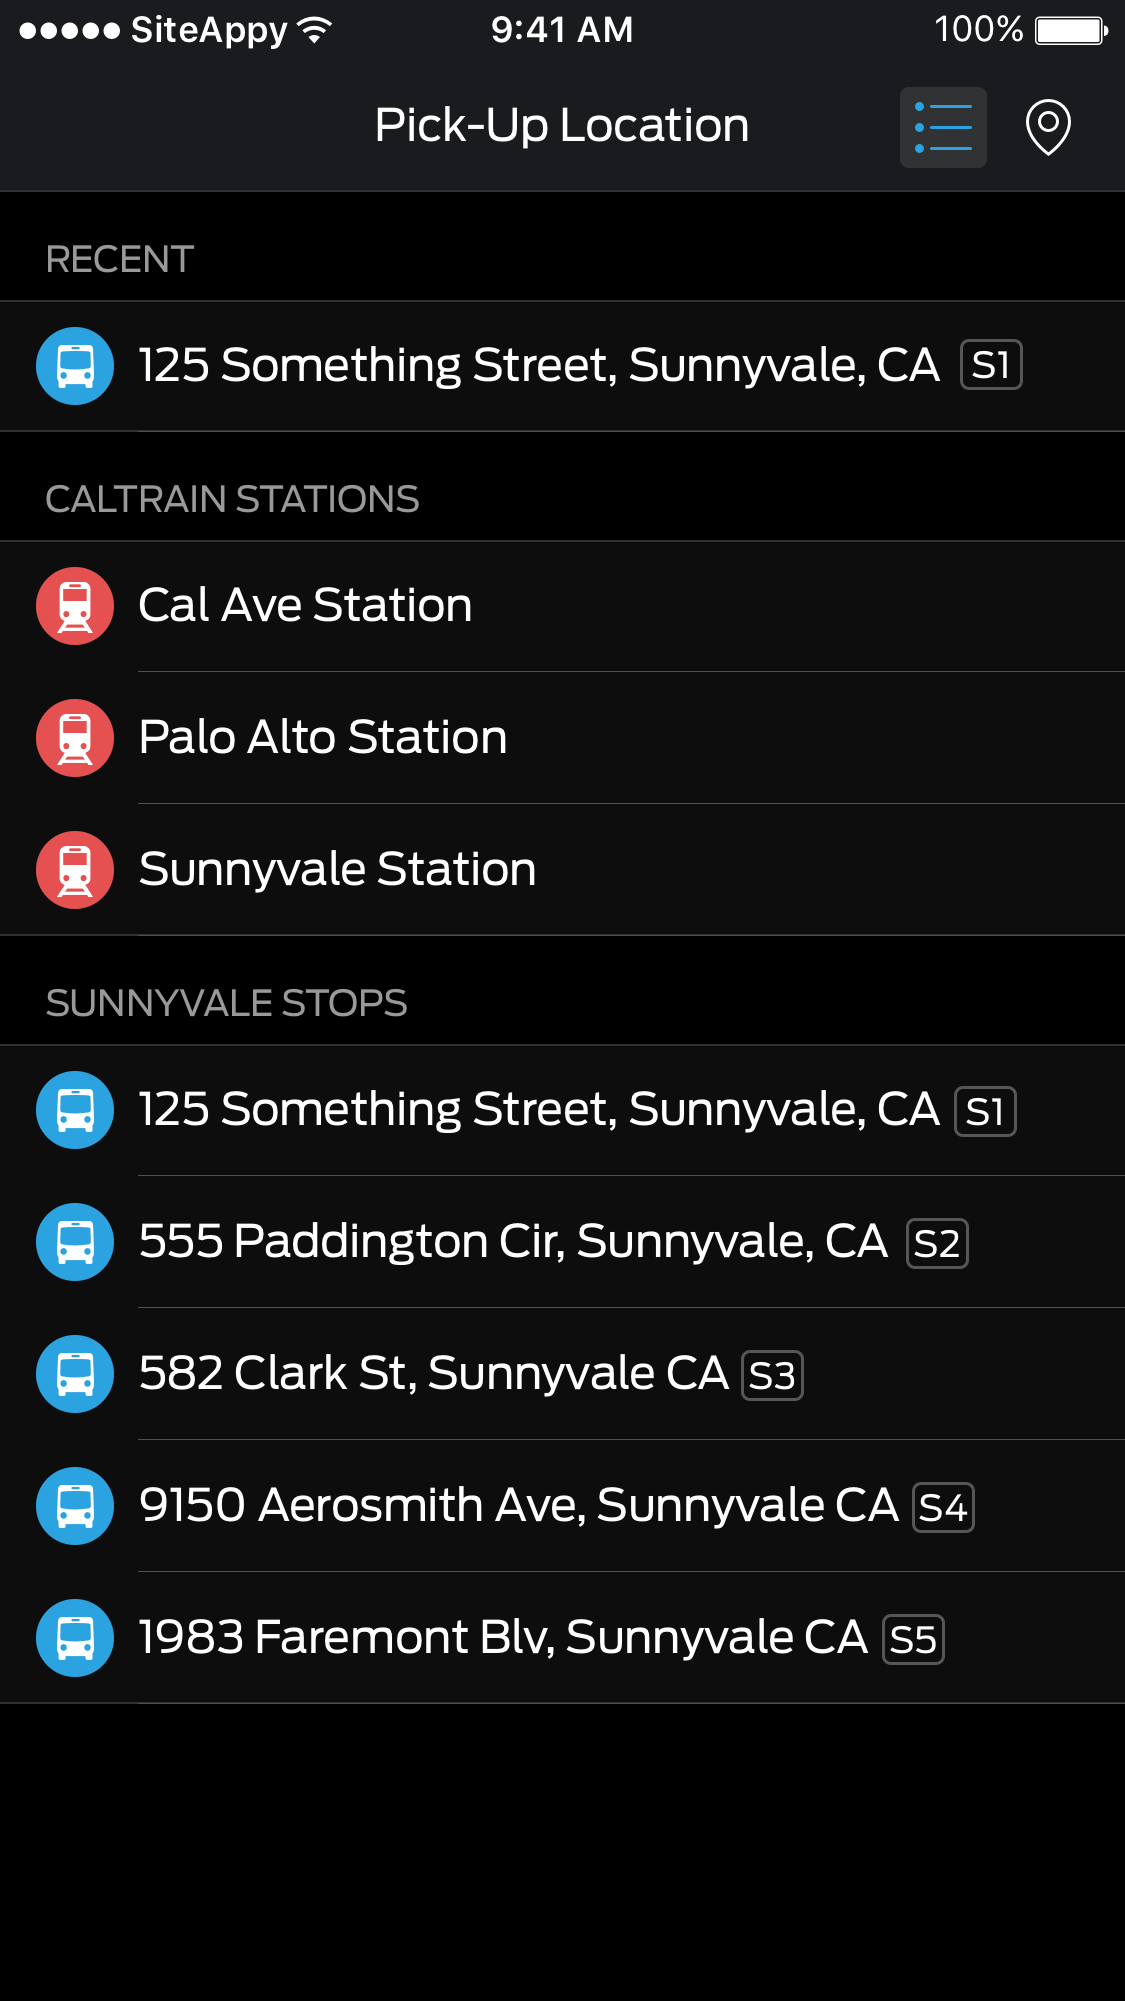 SiteAppy 9:41 AM 100%
Pick-Up Location
RECENT
125 Something Street, Sunnyvale, CA S1
CALTRAIN STATIONS
Cal Ave Station
Palo Alto Station
Sunnyvale Station
SUNNYVALE STOPS
125 Something Street, Sunnyvale, CA S1
555 Paddington Cir, Sunnyvale, CA S2
582 Clark St, Sunnyvale CA S3
9150 Aerosmith Ave, Sunnyvale CA S4
1983 Faremont Blv, Sunnyvale CA S5